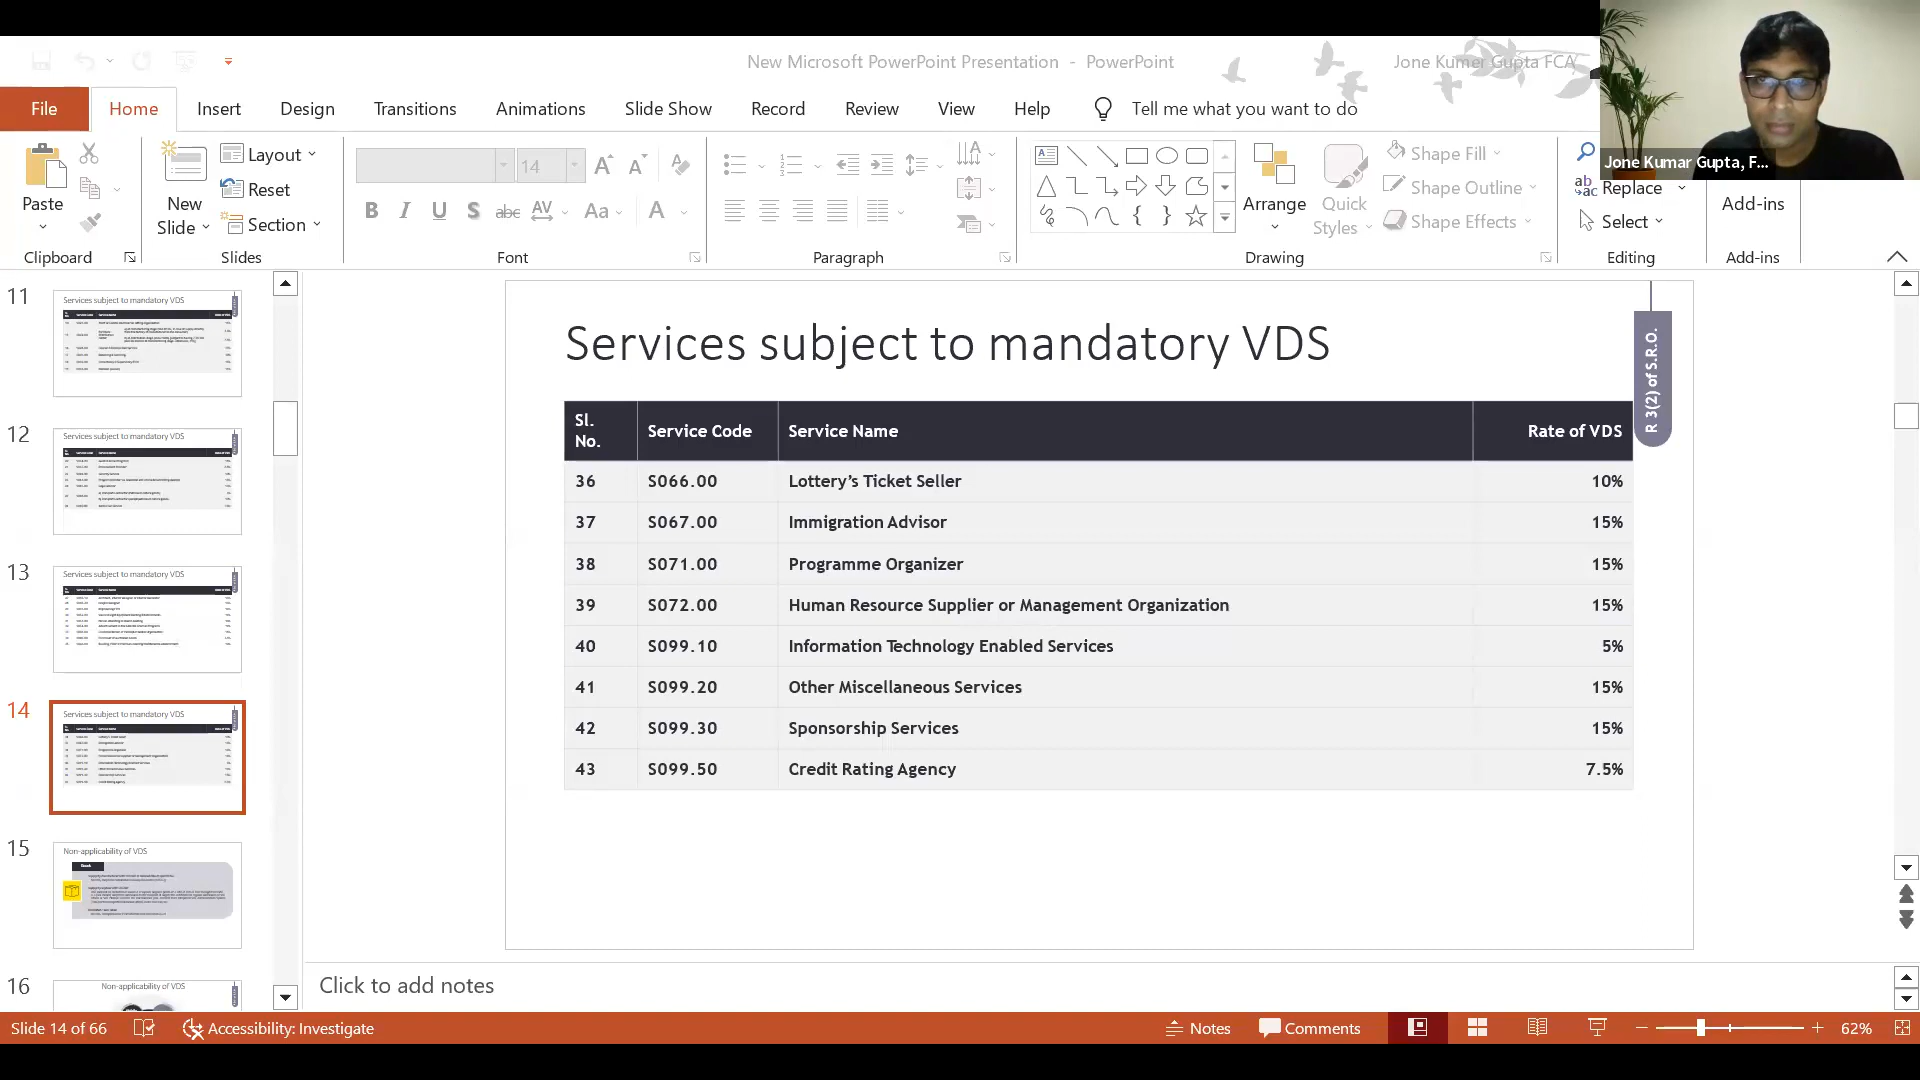 New Microsoft PowerPoint Presentation - PowerPoint
Jone Kumar Gupta FCA
File Home Insert Design Transitions Animations Slide Show Record Review View Help Tell me what you want to do
Jone Kumar Gupta, F...
Paste
Clipboard
New Slide
Layout
Reset
Section
Slides
14
B I U S abc AV Aa A
Font
Paragraph
Arrange
Quick Styles
Shape Fill
Shape Outline
Shape Effects
Drawing
Replace
Select
Editing
Add-ins
Add-ins
11
Services subject to mandatory VDS
12
Services subject to mandatory VDS
13
Services subject to mandatory VDS
14
Services subject to mandatory VDS
15
Non-applicability of VDS
16
Non-applicability of VDS
Services subject to mandatory VDS
R 3(2) of S.R.O.
Sl. No. Service Code Service Name Rate of VDS
36 S066.00 Lottery's Ticket Seller 10%
37 S067.00 Immigration Advisor 15%
38 S071.00 Programme Organizer 15%
39 S072.00 Human Resource Supplier or Management Organization 15%
40 S099.10 Information Technology Enabled Services 5%
41 S099.20 Other Miscellaneous Services 15%
42 S099.30 Sponsorship Services 15%
43 S099.50 Credit Rating Agency 7.5%
Click to add notes
Slide 14 of 66 Accessibility: Investigate Notes Comments 62%